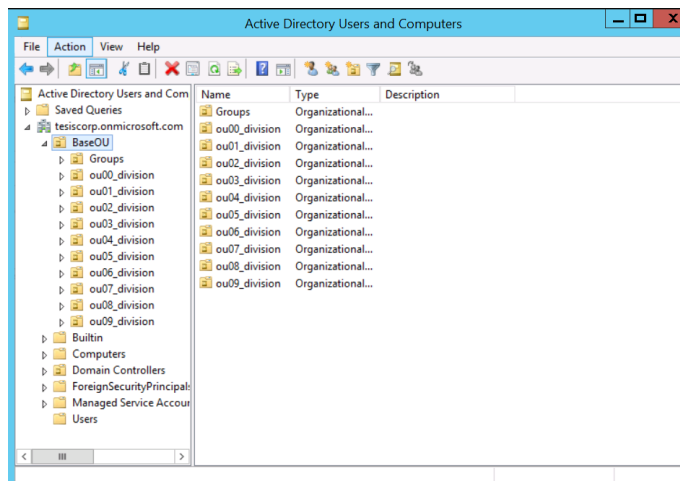 Active Directory Users and Computers
File Action View Help
Active Directory Users and Com
Saved Queries
tesiscorp.onmicrosoft.com
BaseOU
Groups
ou00_division
ou01_division
ou02_division
ou03_division
ou04_division
ou05_division
ou06_division
ou07_division
ou08_division
ou09_division
Builtin
Computers
Domain Controllers
ForeignSecurityPrincipals
Managed Service Accour
Users
Name Type Description
Groups Organizational...
ou00_division Organizational...
ou01_division Organizational...
ou02_division Organizational...
ou03_division Organizational...
ou04_division Organizational...
ou05_division Organizational...
ou06_division Organizational...
ou07_division Organizational...
ou08_division Organizational...
ou09_division Organizational...